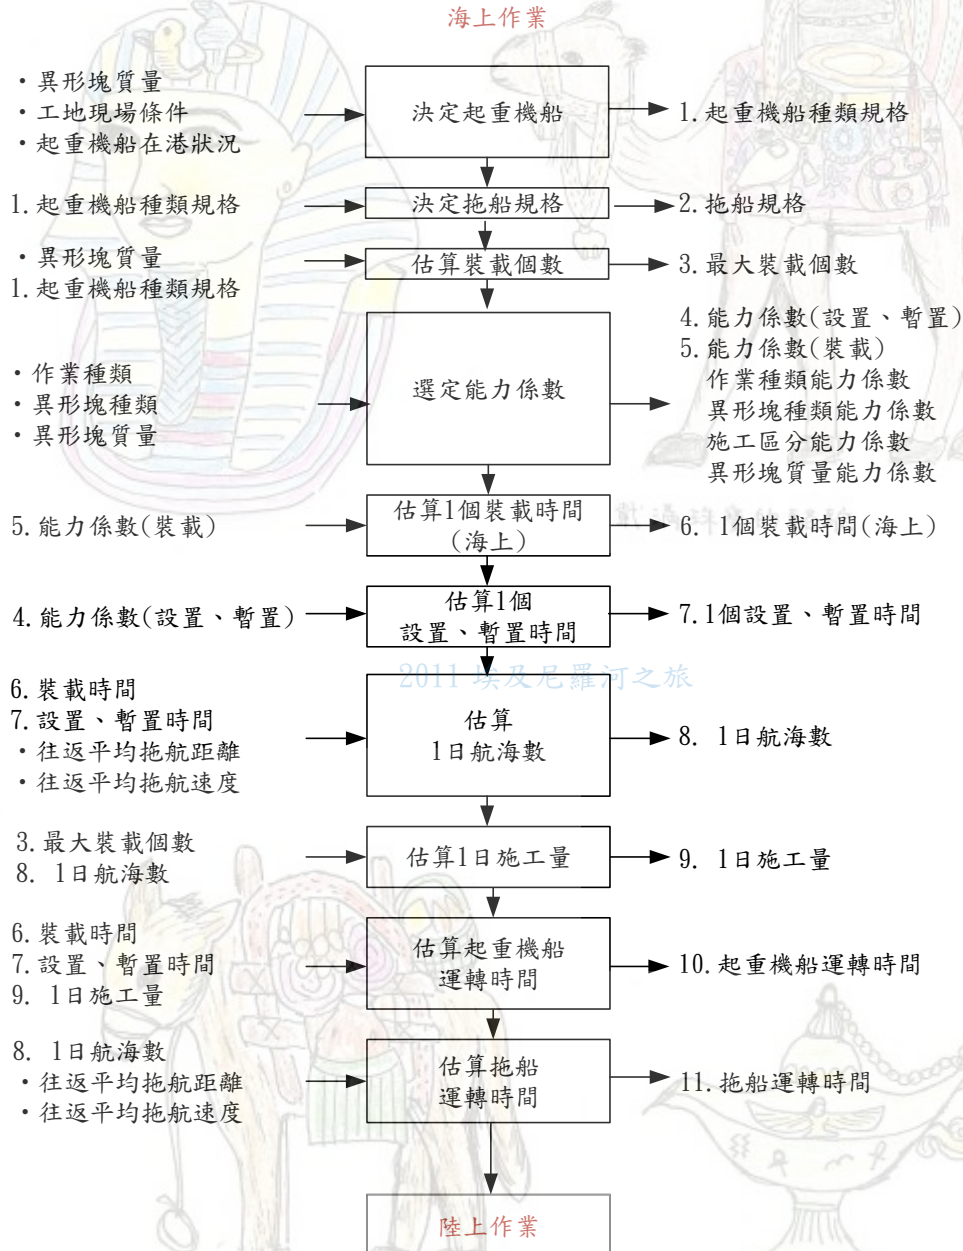 海上作業
・異形塊質量
・工地現場條件
・起重機船在港狀況
決定起重機船
1.起重機船種類規格
1.起重機船種類規格
決定拖船規格
2.拖船規格
・異形塊質量
1.起重機船種類規格
估算裝載個數
3.最大裝載個數
・作業種類
・異形塊種類
・異形塊質量
選定能力係數
4.能力係數(設置、暫置)
5.能力係數(裝載)
作業種類能力係數
異形塊種類能力係數
施工區分能力係數
異形塊質量能力係數
5.能力係數(裝載)
估算1個裝載時間
(海上)
6. 1個裝載時間(海上)
4.能力係數(設置、暫置)
估算1個
設置、暫置時間
7.1個設置、暫置時間
2011 埃及尼羅河之旅
6.裝載時間
7.設置、暫置時間
・往返平均拖航距離
・往返平均拖航速度
估算
1日航海數
8. 1日航海數
3.最大裝載個數
8. 1日航海數
估算1日施工量
9. 1日施工量
6.裝載時間
7.設置、暫置時間
9. 1日施工量
估算起重機船
運轉時間
10.起重機船運轉時間
8. 1日航海數
・往返平均拖航距離
・往返平均拖航速度
估算拖船
運轉時間
11.拖船運轉時間
陸上作業